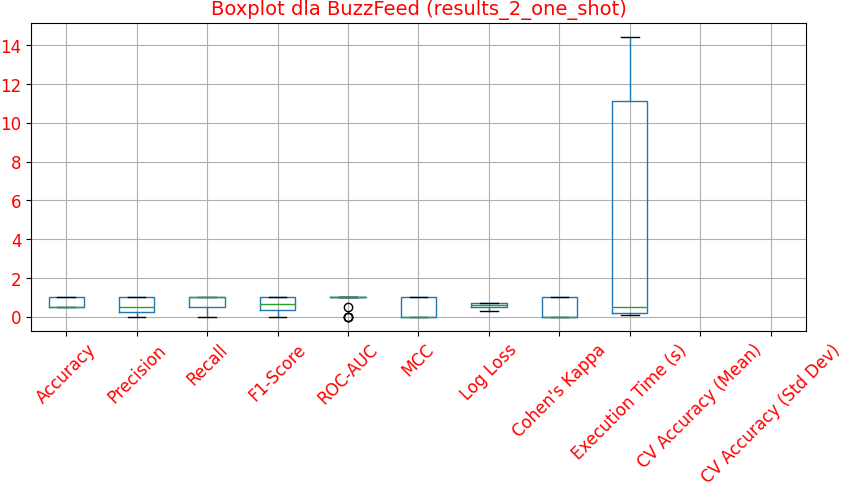 Boxplot dla BuzzFeed (results_2_one_shot)
14
12
10
8
6
4
2
0
Accuracy
Precision
Recall
F1-Score
ROC-AUC
MCC
Log Loss
Cohen's Kappa
Execution Time (s)
CV Accuracy (Mean)
CV Accuracy (Std Dev)